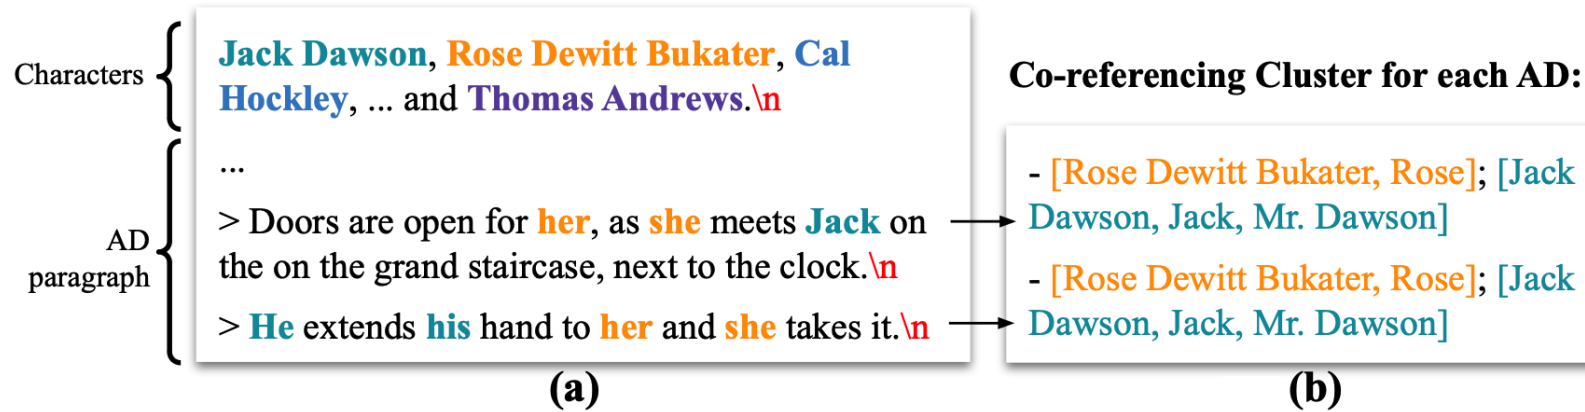 Characters
Jack Dawson, Rose Dewitt Bukater, Cal
Hockley, ... and Thomas Andrews.\n
AD
paragraph
...
> Doors are open for her, as she meets Jack on
the on the grand staircase, next to the clock.\n
> He extends his hand to her and she takes it.\n
(a)
Co-referencing Cluster for each AD:
- [Rose Dewitt Bukater, Rose]; [Jack
Dawson, Jack, Mr. Dawson]
- [Rose Dewitt Bukater, Rose]; [Jack
Dawson, Jack, Mr. Dawson]
(b)